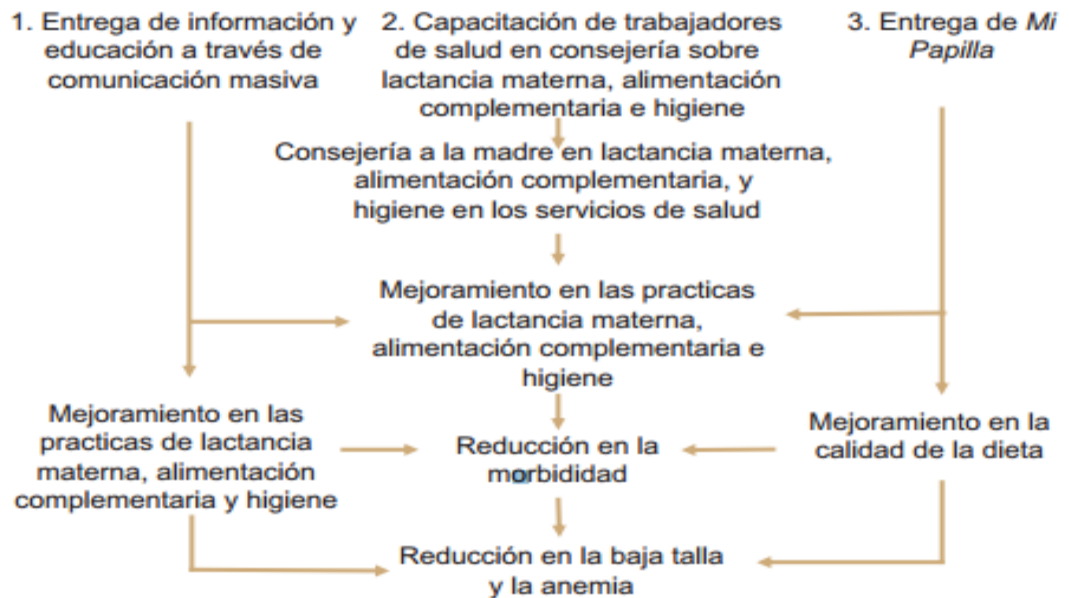 1. Entrega de información y
educación a través de
comunicación masiva
2. Capacitación de trabajadores
de salud en consejería sobre
lactancia materna, alimentación
complementaria e higiene
3. Entrega de Mi
Papilla
Consejería a la madre en lactancia materna,
alimentación complementaria, y
higiene en los servicios de salud
Mejoramiento en las practicas
de lactancia materna,
alimentación complementaria e
higiene
Mejoramiento en las
practicas de lactancia
materna, alimentación
complementaria y higiene
Reducción en la
morbididad
Mejoramiento en la
calidad de la dieta
Reducción en la baja talla
y la anemia